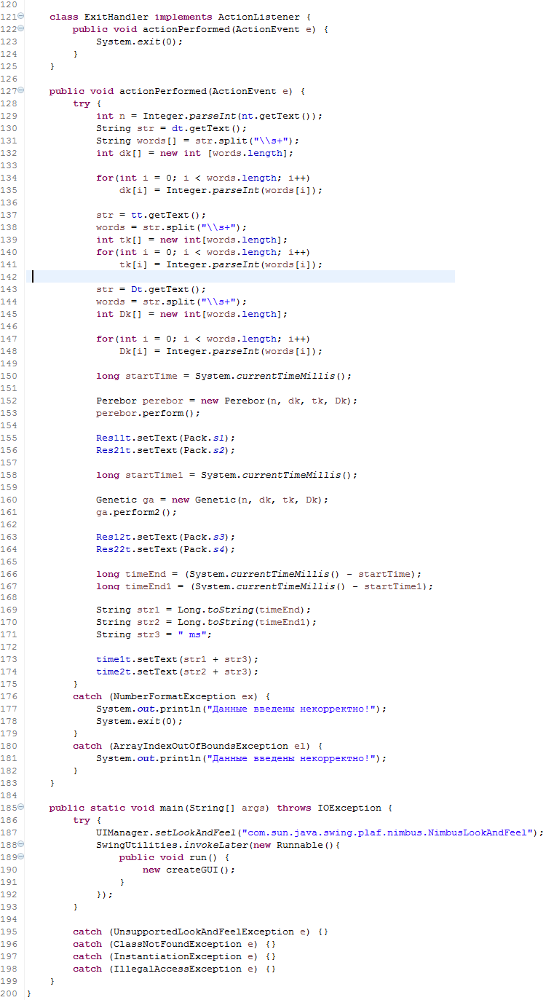 120
121 class ExitHandler implements ActionListener {
122 public void actionPerformed(ActionEvent e) {
123 System.exit(0);
124 }
125 }
126
127 public void actionPerformed(ActionEvent e) {
128 try {
129 int n = Integer.parseInt(nt.getText());
130 String str = dt.getText();
131 String words[] = str.split("\\s+");
132 int dk[] = new int [words.length];
133
134 for(int i = 0; i < words.length; i++)
135 dk[i] = Integer.parseInt(words[i]);
136
137 str = tt.getText();
138 words = str.split("\\s+");
139 int tk[] = new int[words.length];
140 for(int i = 0; i < words.length; i++)
141 tk[i] = Integer.parseInt(words[i]);
142
143 str = Dt.getText();
144 words = str.split("\\s+");
145 int Dk[] = new int[words.length];
146
147 for(int i = 0; i < words.length; i++)
148 Dk[i] = Integer.parseInt(words[i]);
149
150 long startTime = System.currentTimeMillis();
151
152 Perebor perebor = new Perebor(n, dk, tk, Dk);
153 perebor.perform();
154
155 Res11t.setText(Pack.s1);
156 Res21t.setText(Pack.s2);
157
158 long startTime1 = System.currentTimeMillis();
159
160 Genetic ga = new Genetic(n, dk, tk, Dk);
161 ga.perform2();
162
163 Res12t.setText(Pack.s3);
164 Res22t.setText(Pack.s4);
165
166 long timeEnd = (System.currentTimeMillis() - startTime);
167 long timeEnd1 = (System.currentTimeMillis() - startTime1);
168
169 String str1 = Long.toString(timeEnd);
170 String str2 = Long.toString(timeEnd1);
171 String str3 = " ms";
172
173 time1t.setText(str1 + str3);
174 time2t.setText(str2 + str3);
175 }
176 catch (NumberFormatException ex) {
177 System.out.println("Данные введены некорректно!");
178 System.exit(0);
179 }
180 catch (ArrayIndexOutOfBoundsException el) {
181 System.out.println("Данные введены некорректно!");
182 }
183 }
184
185 public static void main(String[] args) throws IOException {
186 try {
187 UIManager.setLookAndFeel("com.sun.java.swing.plaf.nimbus.NimbusLookAndFeel");
188 SwingUtilities.invokeLater(new Runnable(){
189 public void run() {
190 new createGUI();
191 }
192 });
193 }
194
195 catch (UnsupportedLookAndFeelException e) {}
196 catch (ClassNotFoundException e) {}
197 catch (InstantiationException e) {}
198 catch (IllegalAccessException e) {}
199 }
200 }